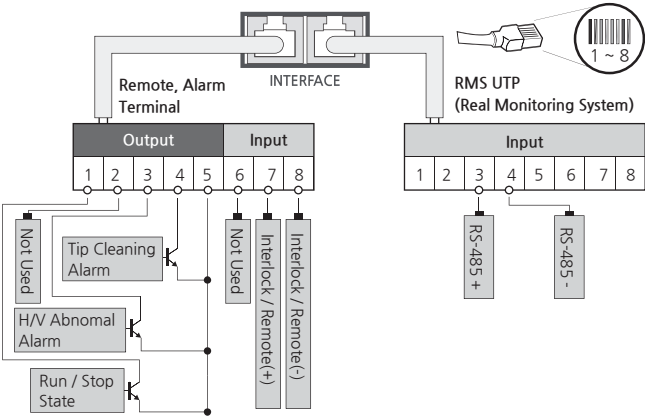 INTERFACE
1 ~ 8
Remote, Alarm
Terminal
RMS UTP
(Real Monitoring System)
Output Input
1 2 3 4 5 6 7 8
Input
1 2 3 4 5 6 7 8
Not Used
Tip Cleaning
Alarm
H/V Abnomal
Alarm
Run / Stop
State
Not Used
Interlock / Remote(+)
Interlock / Remote(-)
RS-485 +
RS-485 -